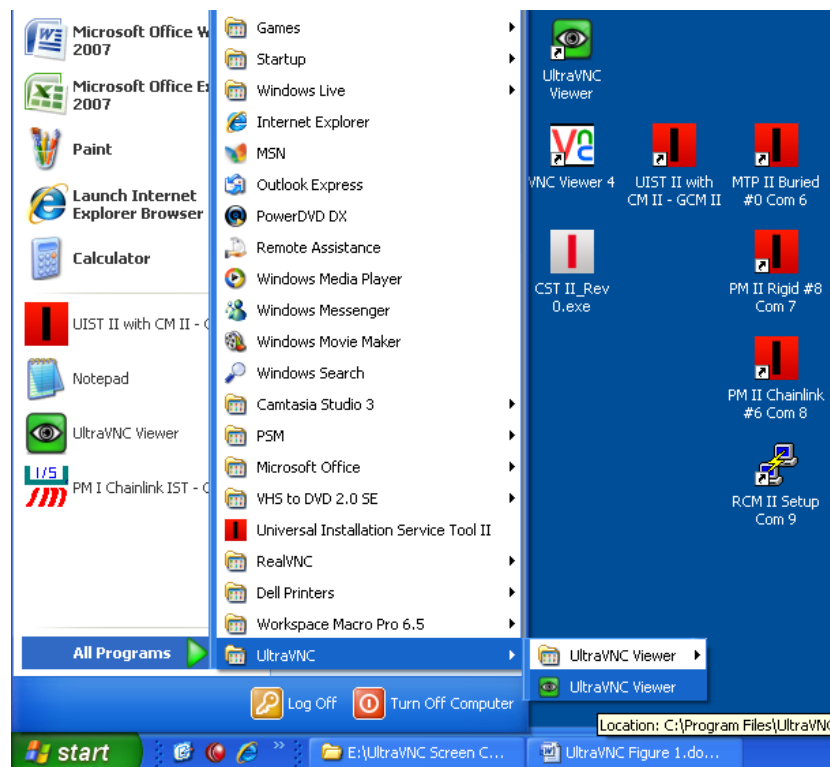 Microsoft Office W
2007
Microsoft Office E
2007
Paint
Launch Internet
Explorer Browser
Calculator
UIST II with CM II - G
Notepad
UltraVNC Viewer
I/S
PM I Chainlink IST - C
All Programs
Games
Startup
Windows Live
Internet Explorer
MSN
Outlook Express
PowerDVD DX
Remote Assistance
Windows Media Player
Windows Messenger
Windows Movie Maker
Windows Search
Camtasia Studio 3
PSM
Microsoft Office
VHS to DVD 2.0 SE
Universal Installation Service Tool II
RealVNC
Dell Printers
Workspace Macro Pro 6.5
UltraVNC
UltraVNC Viewer
UltraVNC Viewer
Location: C:\Program Files\UltraVNC
Log Off
Turn Off Computer
UltraVNC
Viewer
VNC Viewer 4
UIST II with
CM II - GCM II
MTP II Buried
#0 Com 6
CST II_Rev
0.exe
PM II Rigid #8
Com 7
PM II Chainlink
#6 Com 8
RCM II Setup
Com 9
start
E:\UltraVNC Screen C...
UltraVNC Figure 1.do...